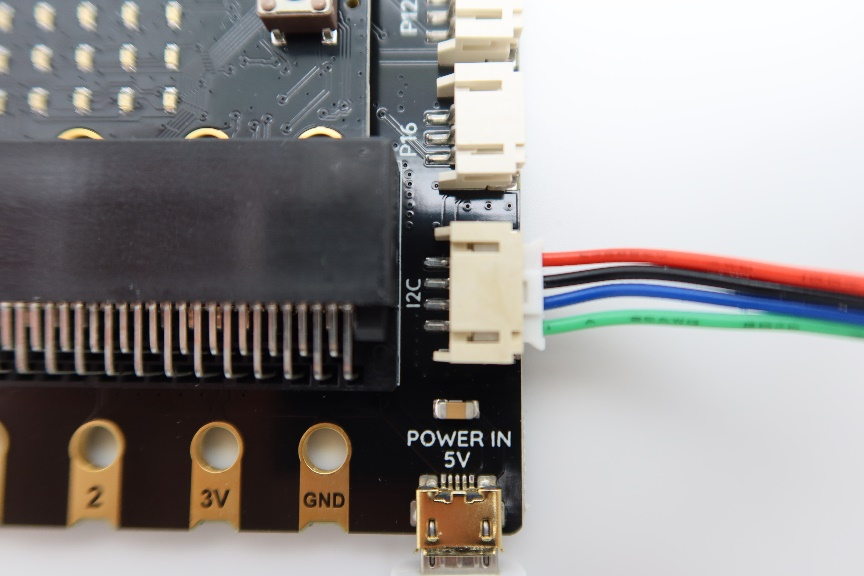 P12
P16
I2C
POWER IN
5V
2
3V
GND